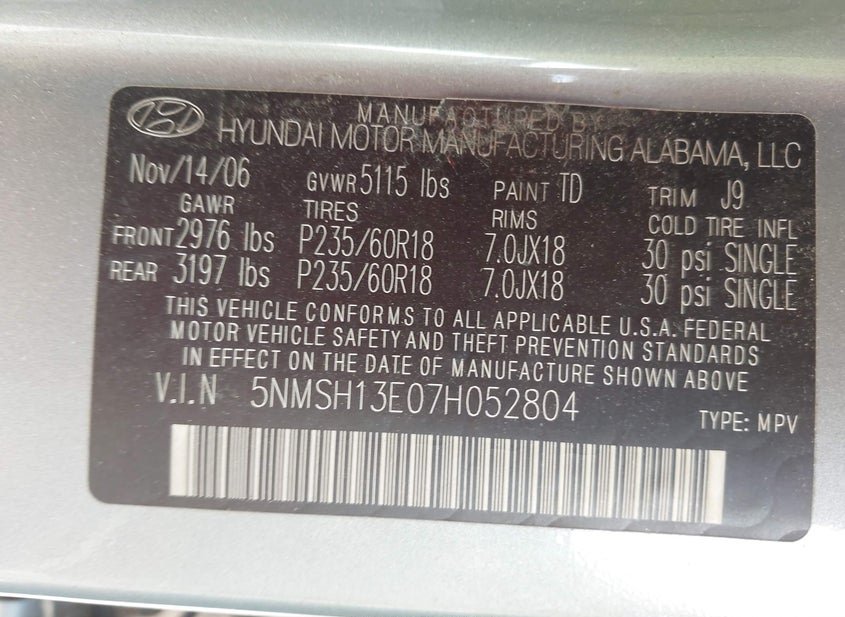 MANUFACTURED BY
HYUNDAI MOTOR MANUFACTURING ALABAMA, LLC
Nov/14/06 GVWR 5115 lbs PAINT TD TRIM J9
GAWR TIRES RIMS COLD TIRE INFL
FRONT 2976 lbs P235/60R18 7.0JX18 30 psi SINGLE
REAR 3197 lbs P235/60R18 7.0JX18 30 psi SINGLE
THIS VEHICLE CONFORMS TO ALL APPLICABLE U.S.A. FEDERAL
MOTOR VEHICLE SAFETY AND THEFT PREVENTION STANDARDS
IN EFFECT ON THE DATE OF MANUFACTURE SHOWN ABOVE
V.I.N 5NMSH13E07H052804
TYPE: MPV